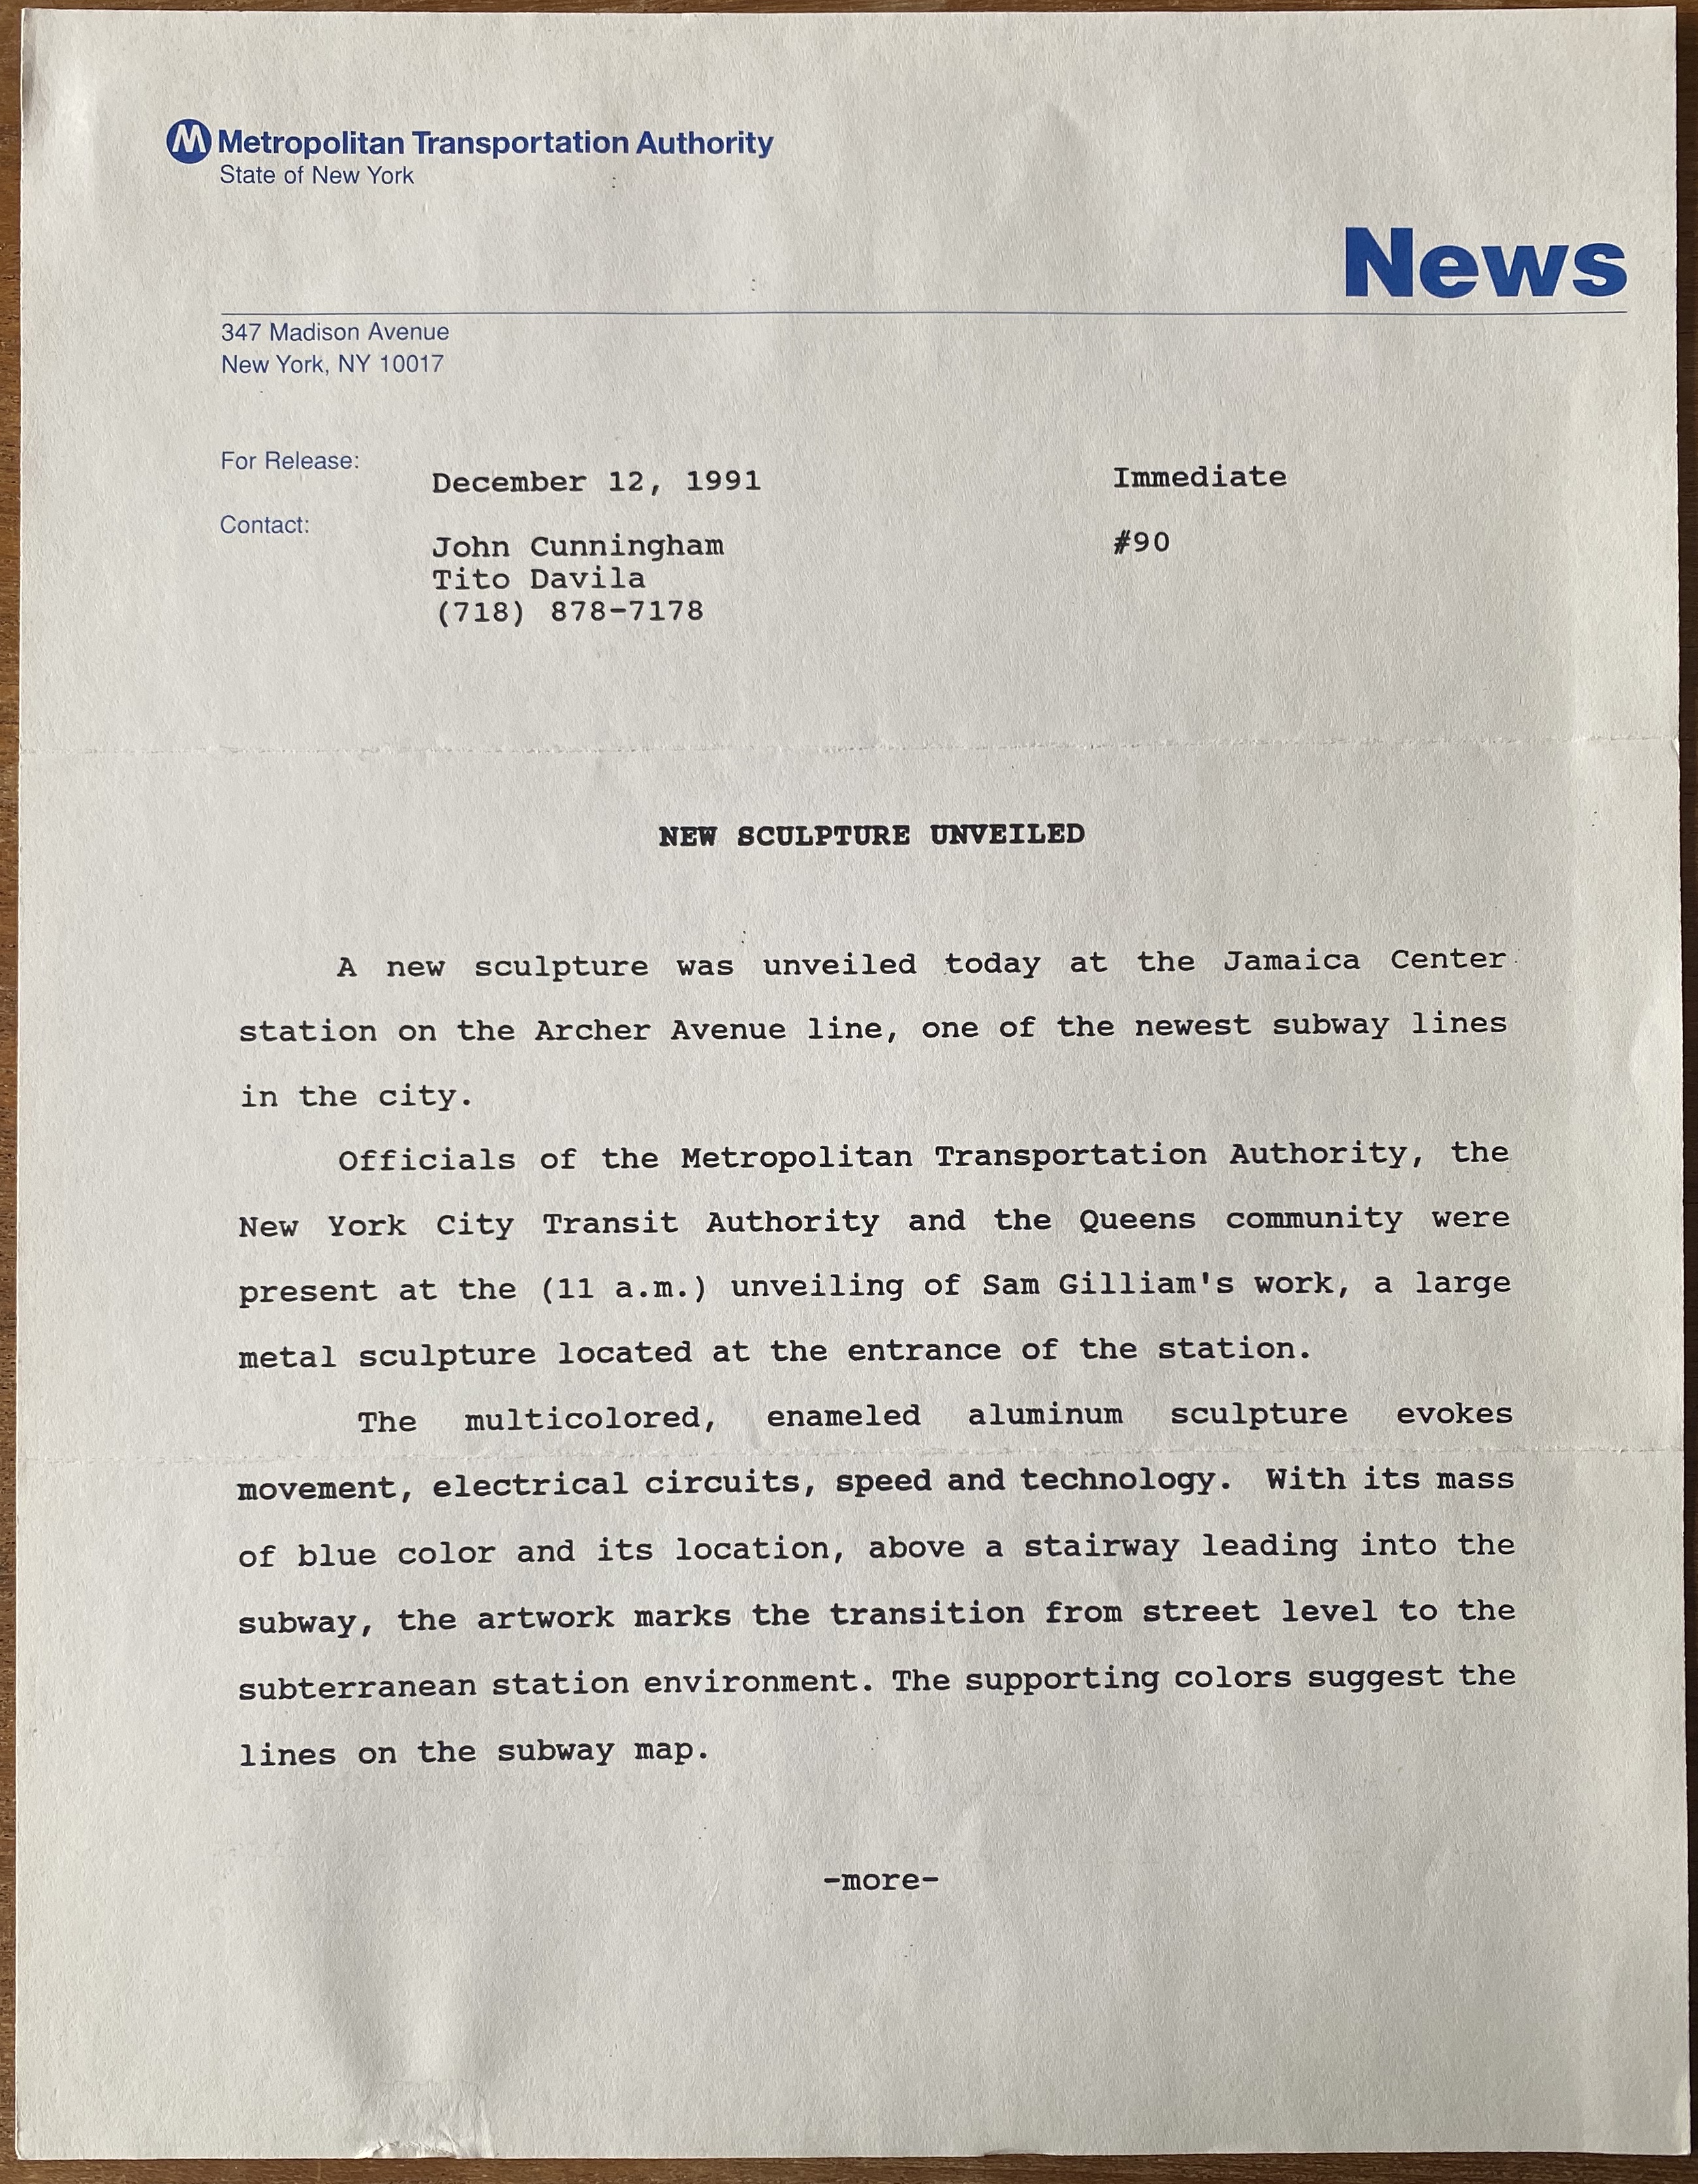 M Metropolitan Transportation Authority
State of New York
News
347 Madison Avenue
New York, NY 10017
For Release:
December 12, 1991 Immediate
Contact:
John Cunningham #90
Tito Davila
(718) 878-7178
NEW SCULPTURE UNVEILED
A new sculpture was unveiled today at the Jamaica Center
station on the Archer Avenue line, one of the newest subway lines
in the city.
Officials of the Metropolitan Transportation Authority, the
New York City Transit Authority and the Queens community were
present at the (11 a.m.) unveiling of Sam Gilliam's work, a large
metal sculpture located at the entrance of the station.
The multicolored, enameled aluminum sculpture evokes
movement, electrical circuits, speed and technology. With its mass
of blue color and its location, above a stairway leading into the
subway, the artwork marks the transition from street level to the
subterranean station environment. The supporting colors suggest the
lines on the subway map.
-more-